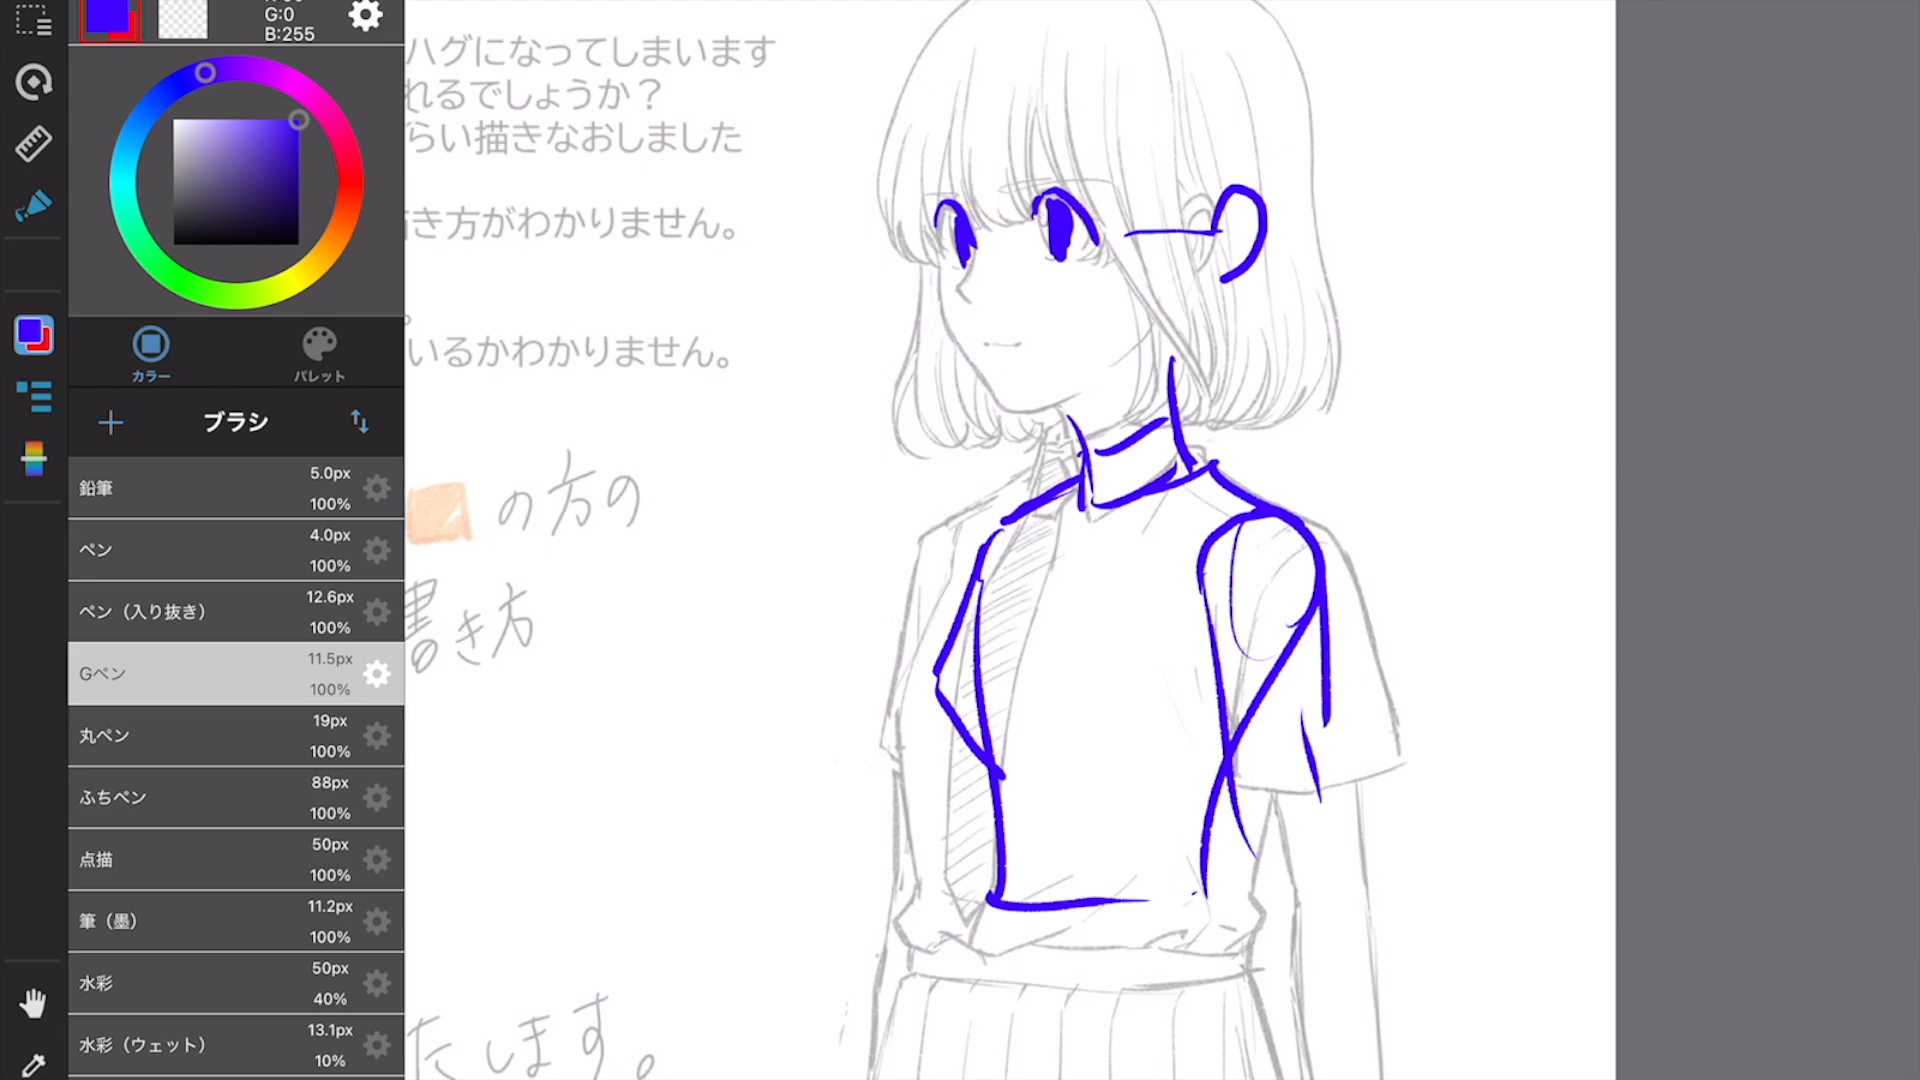 G:0
B:255
カラー
パレット
ブラシ
鉛筆 5.0px 100%
ペン 4.0px 100%
ペン（入り抜き） 12.6px 100%
Gペン 11.5px 100%
丸ペン 19px 100%
ふちペン 88px 100%
点描 50px 100%
筆（墨） 11.2px 100%
水彩 50px 40%
水彩（ウェット） 13.1px 10%
ハグになってしまいます
れるでしょうか？
らい描きなおしました
き方がわかりません。
。
いるかわかりません。
の方の
書き方
たします。